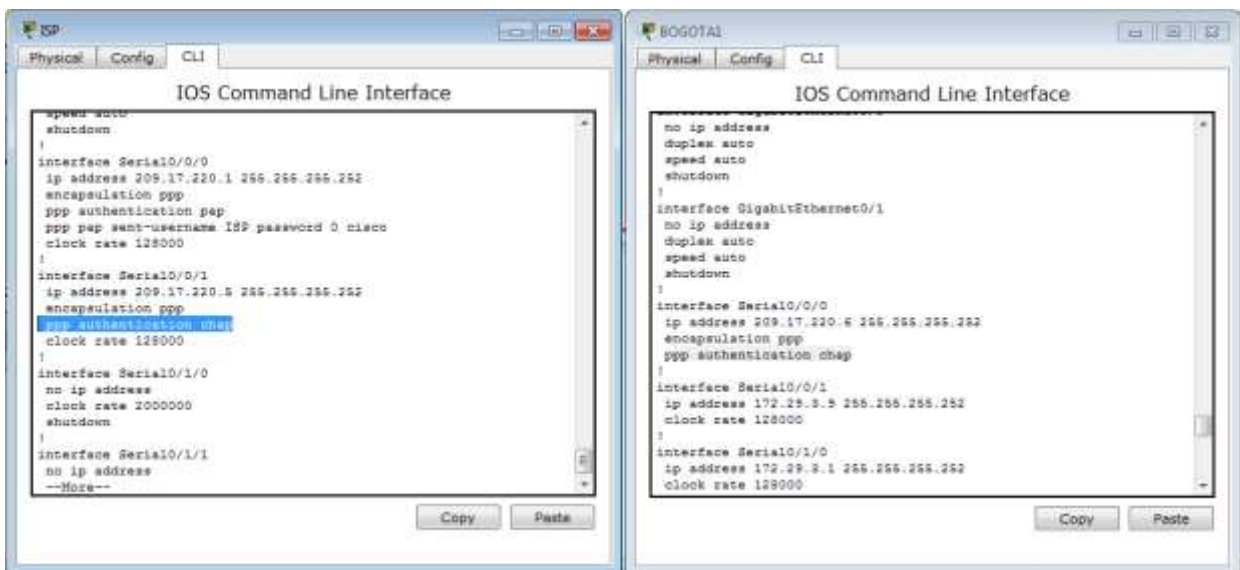 ISP
Physical Config CLI
IOS Command Line Interface
speed auto
shutdown
!
interface Serial0/0/0
ip address 209.17.220.1 255.255.255.252
encapsulation ppp
ppp authentication pap
ppp pap sent-username ISP password 0 cisco
clock rate 128000
!
interface Serial0/0/1
ip address 209.17.220.5 255.255.255.252
encapsulation ppp
ppp authentication chap
clock rate 128000
!
interface Serial0/1/0
no ip address
clock rate 2000000
shutdown
!
interface Serial0/1/1
no ip address
--More--
Copy Paste
BOGOTA1
Physical Config CLI
IOS Command Line Interface
no ip address
duplex auto
speed auto
shutdown
!
interface GigabitEthernet0/1
no ip address
duplex auto
speed auto
shutdown
!
interface Serial0/0/0
ip address 209.17.220.6 255.255.255.252
encapsulation ppp
ppp authentication chap
!
interface Serial0/0/1
ip address 172.29.3.9 255.255.255.252
clock rate 128000
!
interface Serial0/1/0
ip address 172.29.3.1 255.255.255.252
clock rate 128000
Copy Paste